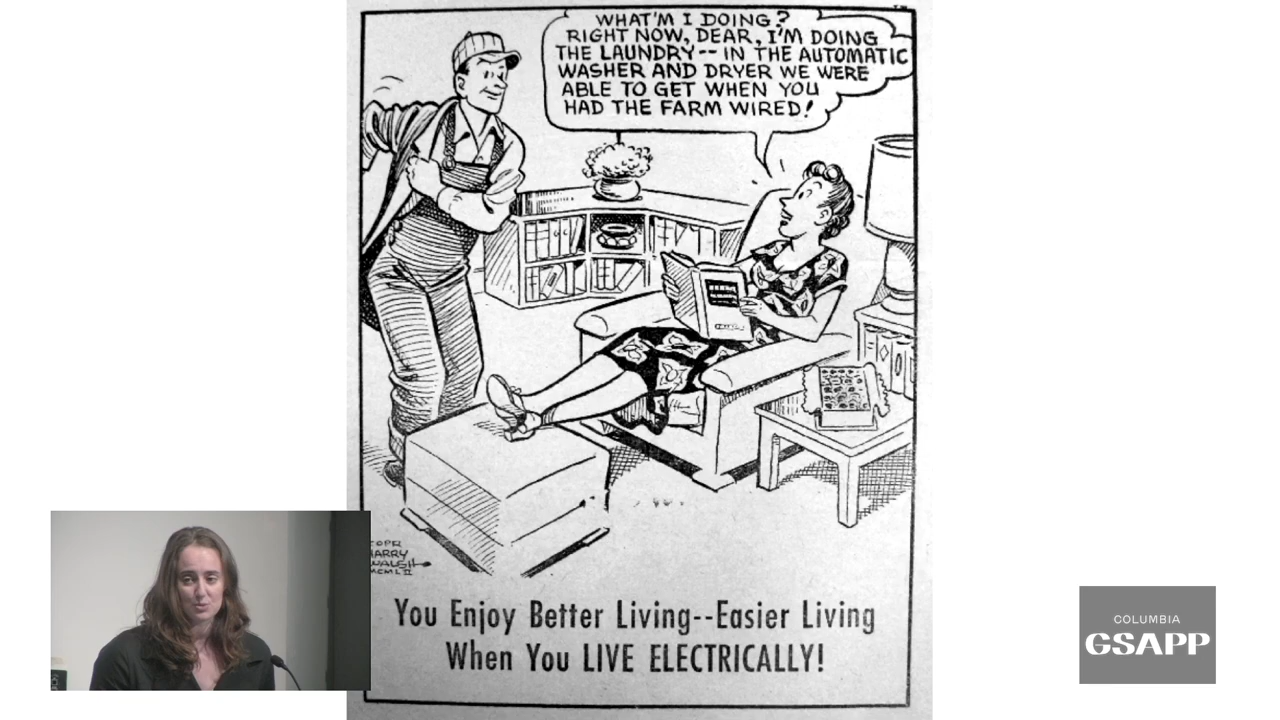 WHAT'M I DOING?
RIGHT NOW, DEAR, I'M DOING
THE LAUNDRY-- IN THE AUTOMATIC
WASHER AND DRYER WE WERE
ABLE TO GET WHEN YOU
HAD THE FARM WIRED!
COPR
HARRY
WALSH
MCMLII
You Enjoy Better Living--Easier Living
When You LIVE ELECTRICALLY!
COLUMBIA
GSAPP